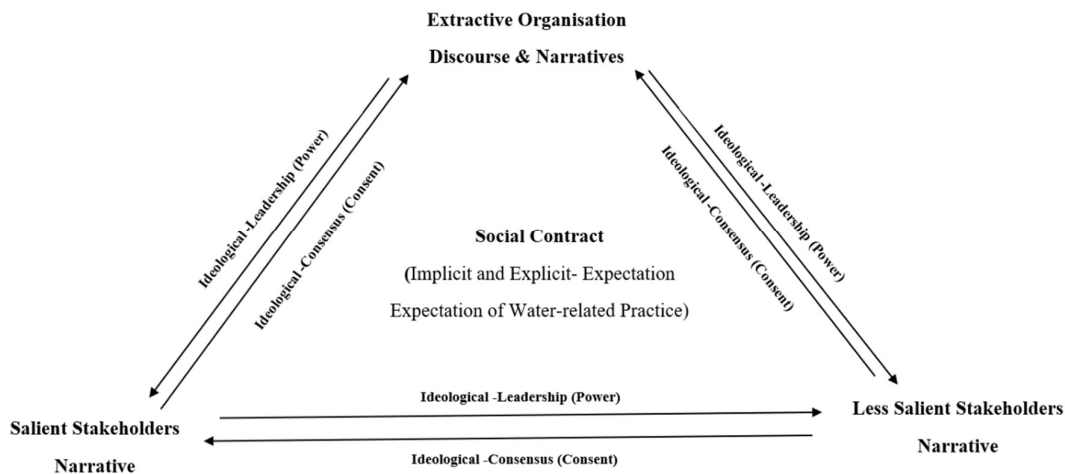 Extractive Organisation
Discourse & Narratives
Ideological -Leadership (Power)
Ideological -Consensus (Consent)
Ideological -Leadership (Power)
Ideological -Consensus (Consent)
Social Contract
(Implicit and Explicit- Expectation
Expectation of Water-related Practice)
Ideological -Leadership (Power)
Salient Stakeholders
Narrative
Less Salient Stakeholders
Narrative
Ideological -Consensus (Consent)